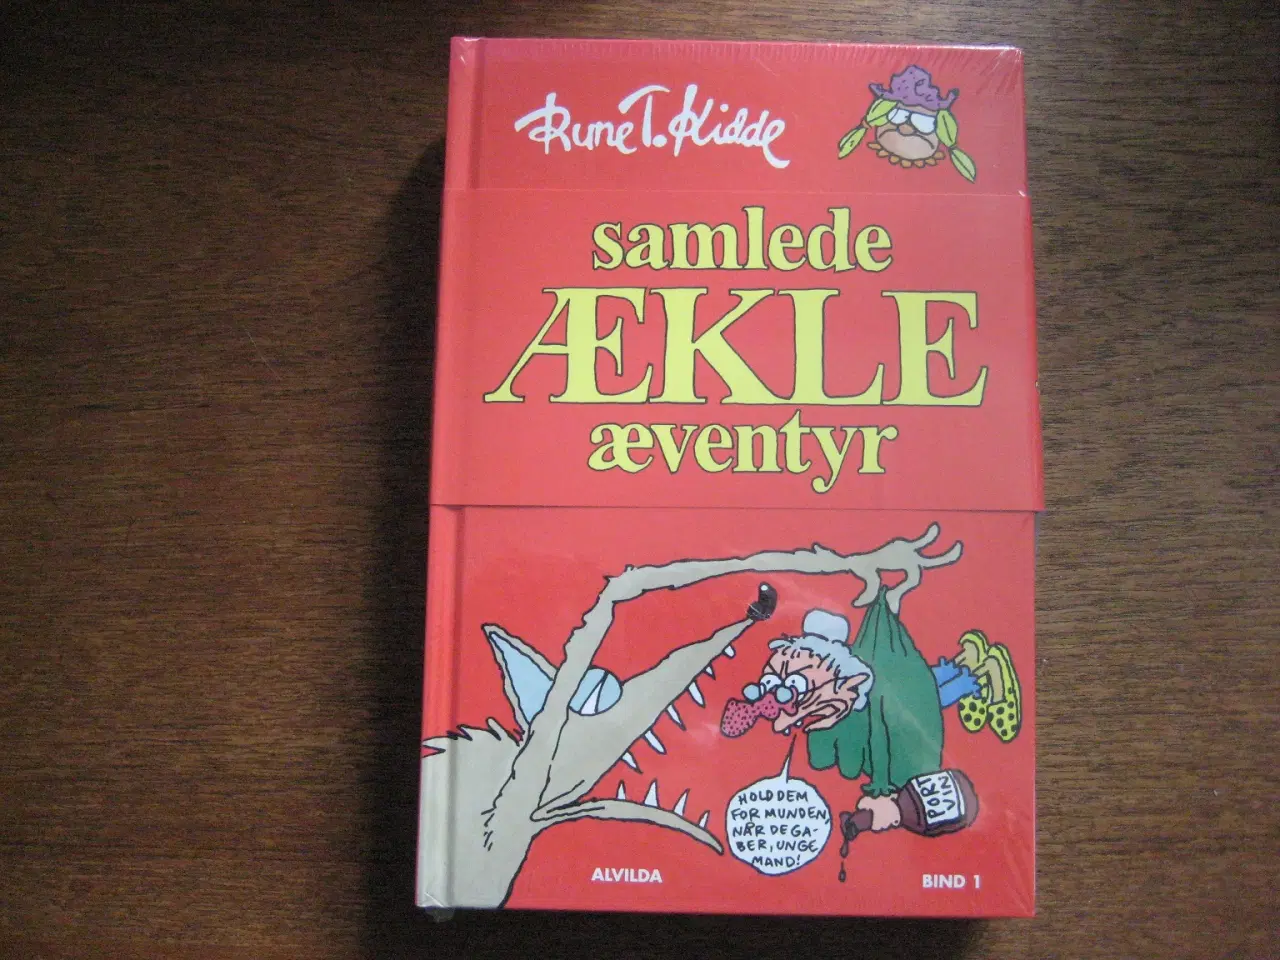 Rune T. Kidde
samlede
ÆKLE
æventyr
HOLD DEM
FOR MUNDEN,
NÅR DE GA-
BER, UNGE
MAND!
PORT
VIN
ALVILDA
BIND 1